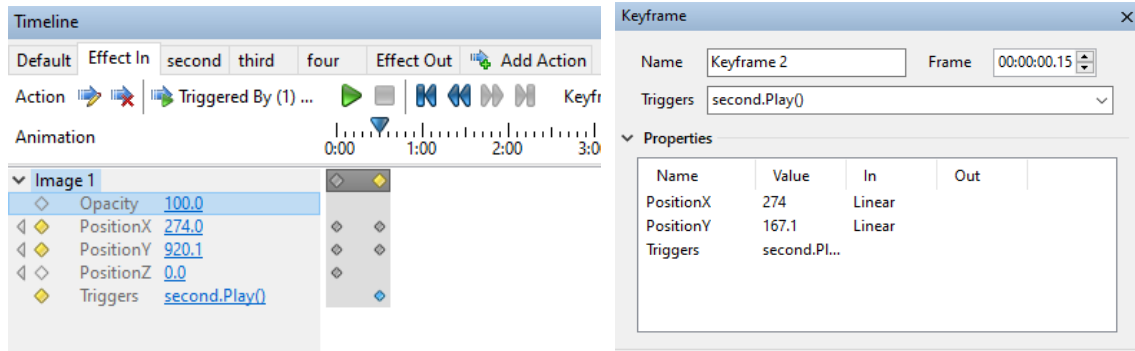 Timeline
Default Effect In second third four Effect Out Add Action
Action Triggered By (1) ... Keyfr
Animation
0:00 1:00 2:00 3:0
Image 1
Opacity 100.0
PositionX 274.0
PositionY 920.1
PositionZ 0.0
Triggers second.Play()
Keyframe
Name Keyframe 2 Frame 00:00:00.15
Triggers second.Play()
Properties
Name Value In Out
PositionX 274 Linear
PositionY 167.1 Linear
Triggers second.Pl...